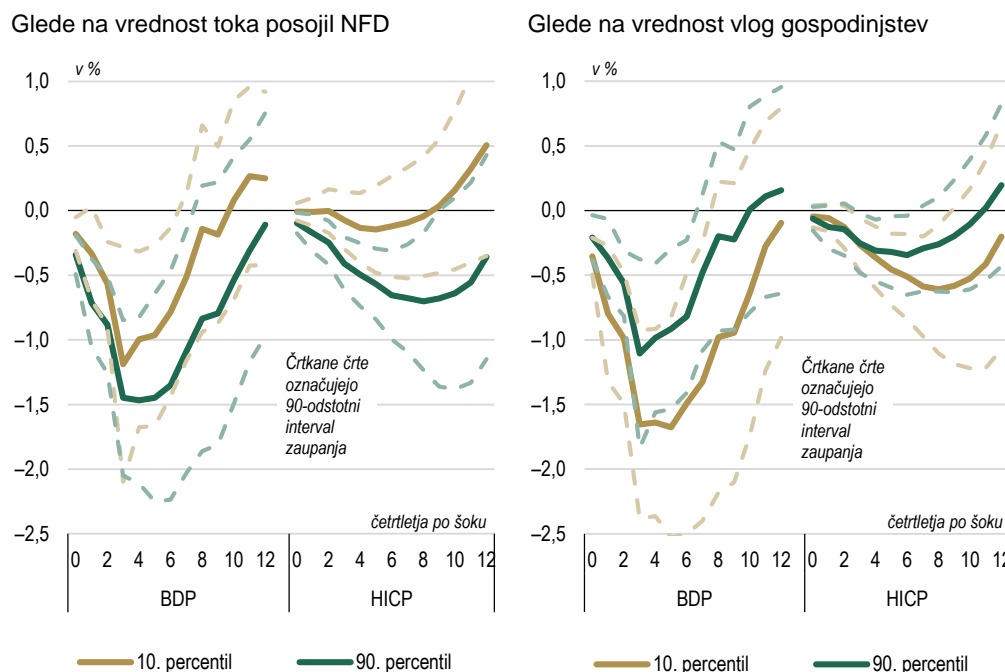 Glede na vrednost toka posojil NFD
v %
1,0
0,5
0,0
–0,5
–1,0
–1,5
–2,0
–2,5
Črtkane črte
označujejo
90-odstotni
interval
zaupanja
četrtletja po šoku
0 2 4 6 8 10 12 0 2 4 6 8 10 12
BDP HICP
10. percentil 90. percentil
Glede na vrednost vlog gospodinjstev
v %
1,0
0,5
0,0
–0,5
–1,0
–1,5
–2,0
–2,5
Črtkane črte
označujejo
90-odstotni
interval
zaupanja
četrtletja po šoku
0 2 4 6 8 10 12 0 2 4 6 8 10 12
BDP HICP
10. percentil 90. percentil